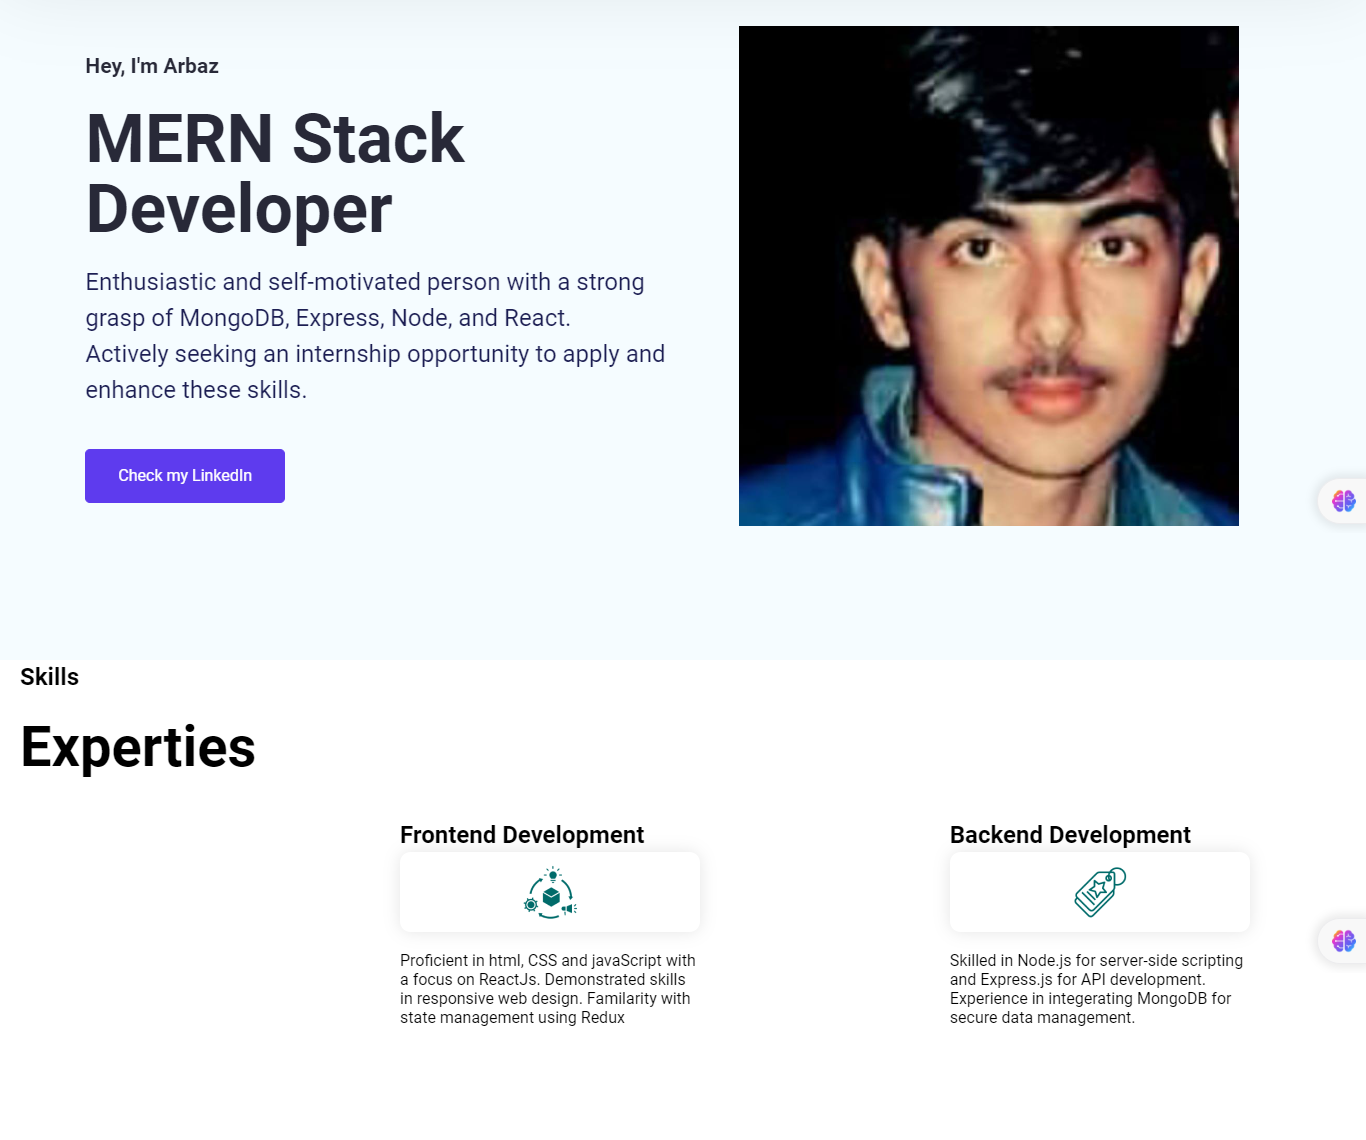 Hey, I'm Arbaz
MERN Stack
Developer
Enthusiastic and self-motivated person with a strong
grasp of MongoDB, Express, Node, and React.
Actively seeking an internship opportunity to apply and
enhance these skills.
Check my LinkedIn
Skills
Experties
Frontend Development
Proficient in html, CSS and javaScript with
a focus on ReactJs. Demonstrated skills
in responsive web design. Familarity with
state management using Redux
Backend Development
Skilled in Node.js for server-side scripting
and Express.js for API development.
Experience in integerating MongoDB for
secure data management.